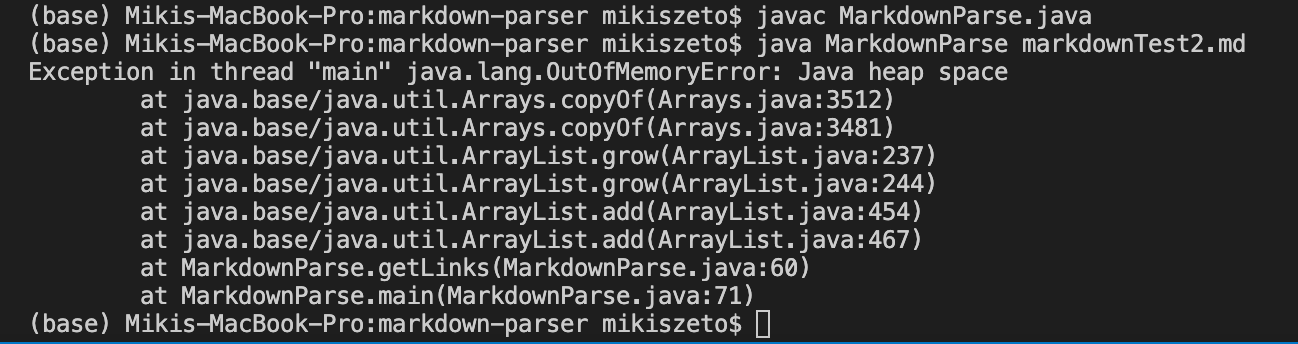 (base) Mikis-MacBook-Pro:markdown-parser mikiszeto$ javac MarkdownParse.java
(base) Mikis-MacBook-Pro:markdown-parser mikiszeto$ java MarkdownParse markdownTest2.md
Exception in thread "main" java.lang.OutOfMemoryError: Java heap space
        at java.base/java.util.Arrays.copyOf(Arrays.java:3512)
        at java.base/java.util.Arrays.copyOf(Arrays.java:3481)
        at java.base/java.util.ArrayList.grow(ArrayList.java:237)
        at java.base/java.util.ArrayList.grow(ArrayList.java:244)
        at java.base/java.util.ArrayList.add(ArrayList.java:454)
        at java.base/java.util.ArrayList.add(ArrayList.java:467)
        at MarkdownParse.getLinks(MarkdownParse.java:60)
        at MarkdownParse.main(MarkdownParse.java:71)
(base) Mikis-MacBook-Pro:markdown-parser mikiszeto$